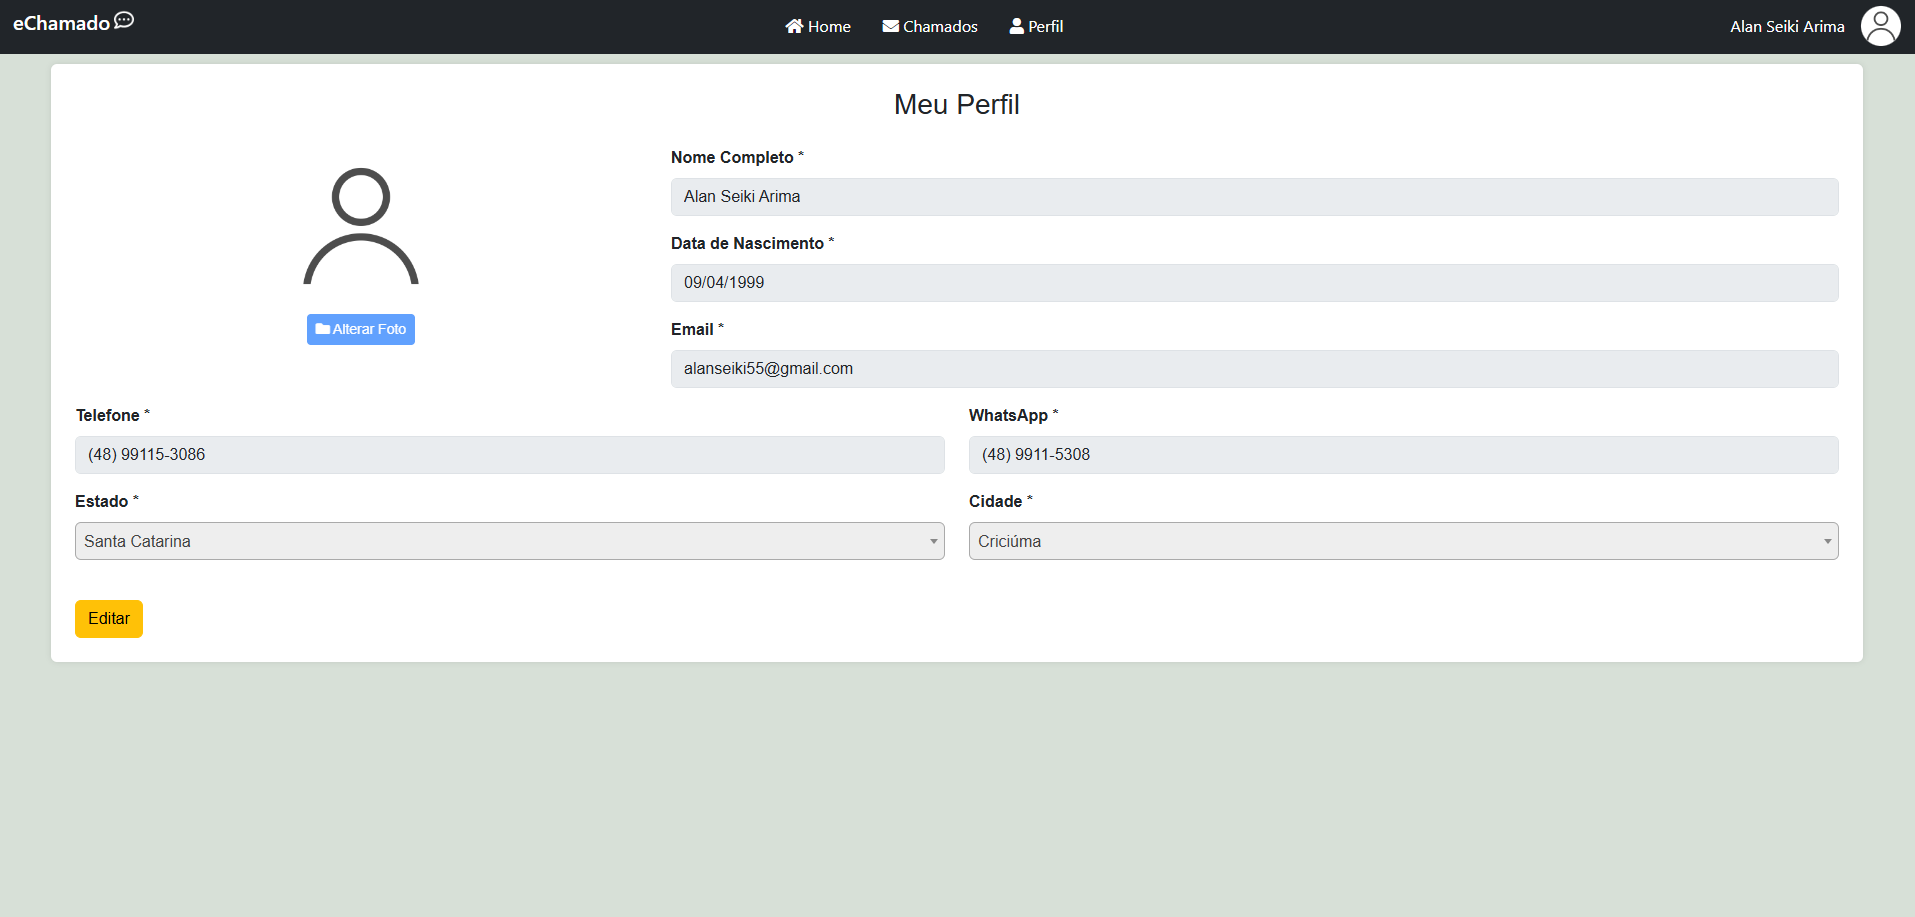 eChamado
Home Chamados Perfil
Alan Seiki Arima
Meu Perfil
Alterar Foto
Nome Completo *
Alan Seiki Arima
Data de Nascimento *
09/04/1999
Email *
alanseiki55@gmail.com
Telefone *
(48) 99115-3086
WhatsApp *
(48) 9911-5308
Estado *
Santa Catarina
Cidade *
Criciúma
Editar